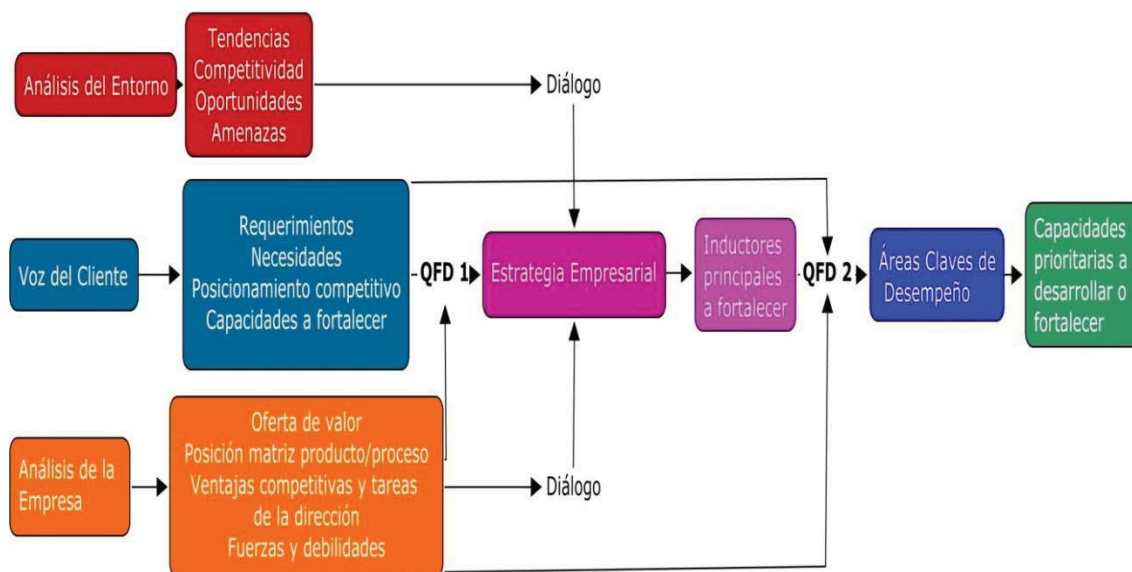 Análisis del Entorno
Tendencias
Competitividad
Oportunidades
Amenazas
Diálogo
Voz del Cliente
Requerimientos
Necesidades
Posicionamiento competitivo
Capacidades a fortalecer
QFD 1
Estrategia Empresarial
Inductores
principales
a fortalecer
QFD 2
Áreas Claves de
Desempeño
Capacidades
prioritarias a
desarrollar o
fortalecer
Análisis de la
Empresa
Oferta de valor
Posición matriz producto/proceso
Ventajas competitivas y tareas
de la dirección
Fuerzas y debilidades
Diálogo